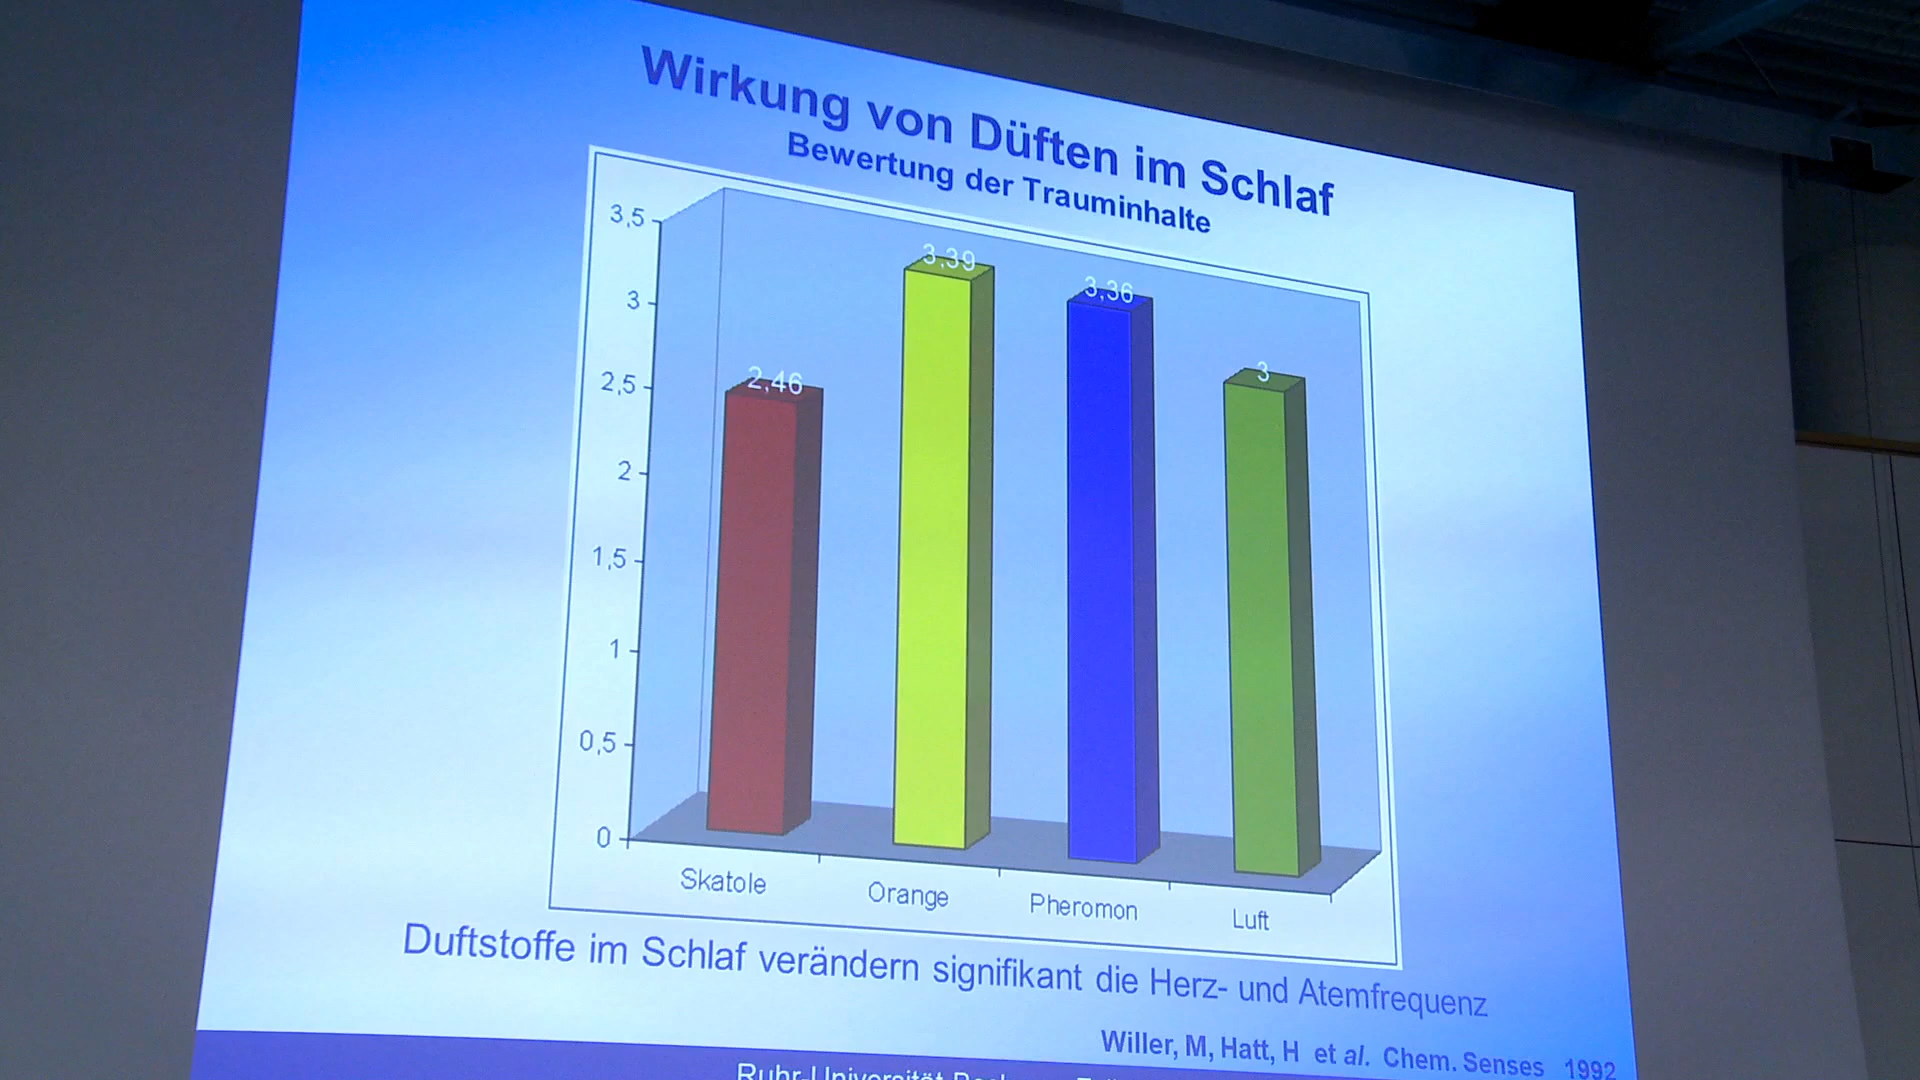 Wirkung von Düften im Schlaf
Bewertung der Trauminhalte
3,5
3
2,5
2
1,5
1
0,5
0
2,46
3,39
3,36
3
Skatole
Orange
Pheromon
Luft
Duftstoffe im Schlaf verändern signifikant die Herz- und Atemfrequenz
Willer, M, Hatt, H et al. Chem. Senses 1992
Ruhr-Universität